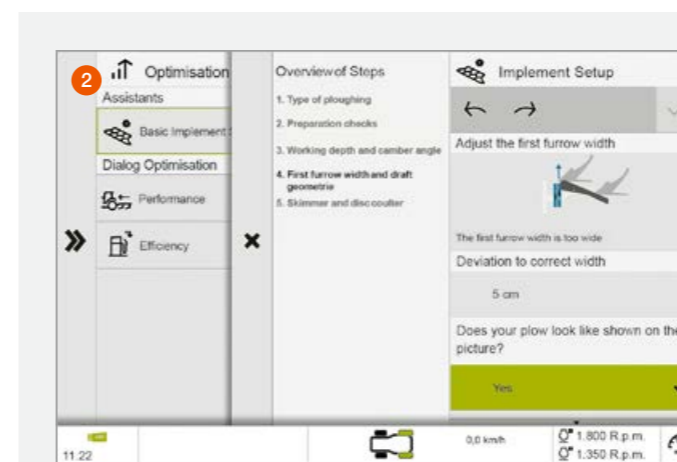 2
Optimisation
Assistants
Basic Implement
Dialog Optimisation
Performance
Efficiency
Overview of Steps
1. Type of ploughing
2. Preparation checks
3. Working depth and camber angle
4. First furrow width and draft
geometrie
5. Skimmer and disc coulter
Implement Setup
Adjust the first furrow width
The first furrow width is too wide
Deviation to correct width
5 cm
Does your plow look like shown on the
picture?
Yes
11.22
0,0 km/h
1.800 R.p.m.
1.350 R.p.m.